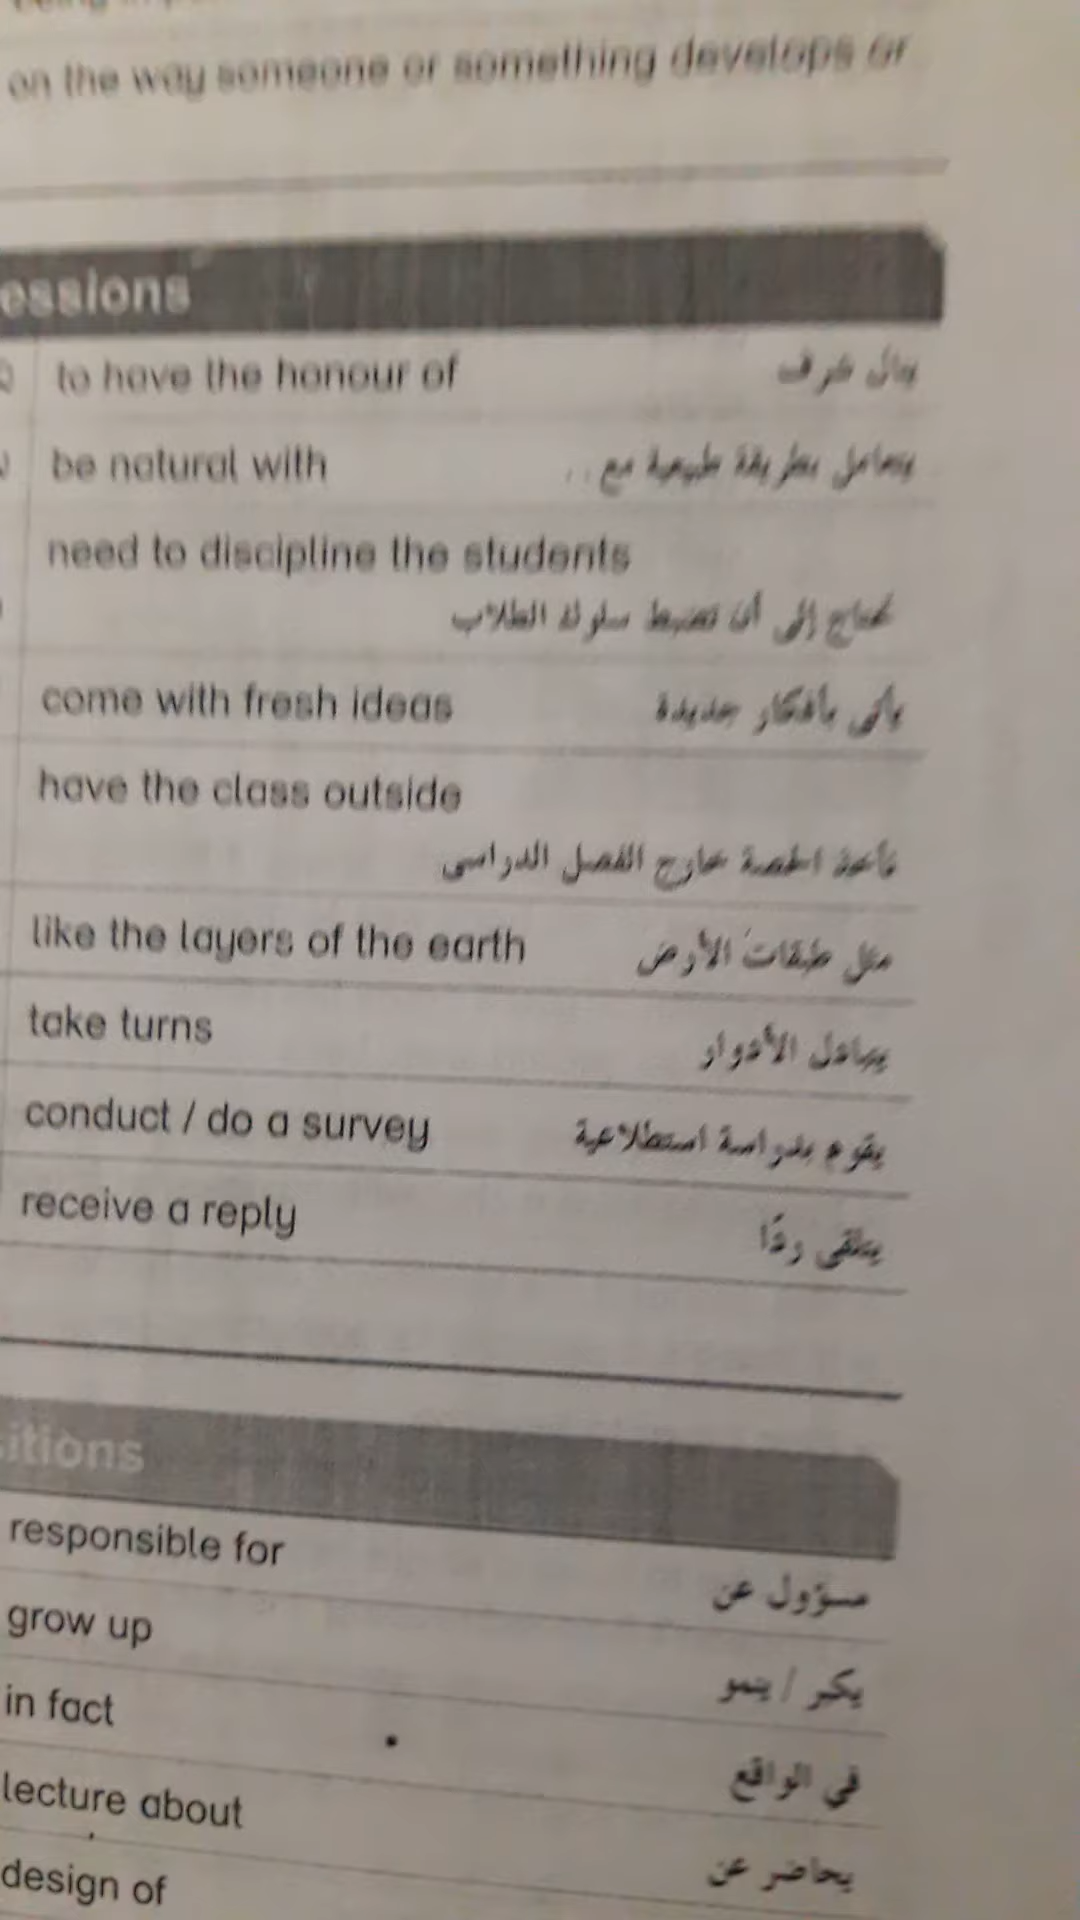 on the way someone or something develops or
essions
to have the honour of ينال شرف
be natural with يتعامل بطريقة طبيعية مع ..
need to discipline the students
تحتاج إلى أن تضبط سلوك الطلاب
come with fresh ideas يأتى بأفكار جديدة
have the class outside
تأخذ الحصة خارج الفصل الدراسى
like the layers of the earth مثل طبقات الأرض
take turns يتبادل الأدوار
conduct / do a survey يقوم بدراسة استطلاعية
receive a reply يتلقى ردًا
itions
responsible for مسؤول عن
grow up يكبر / ينمو
in fact في الواقع
lecture about يحاضر عن
design of